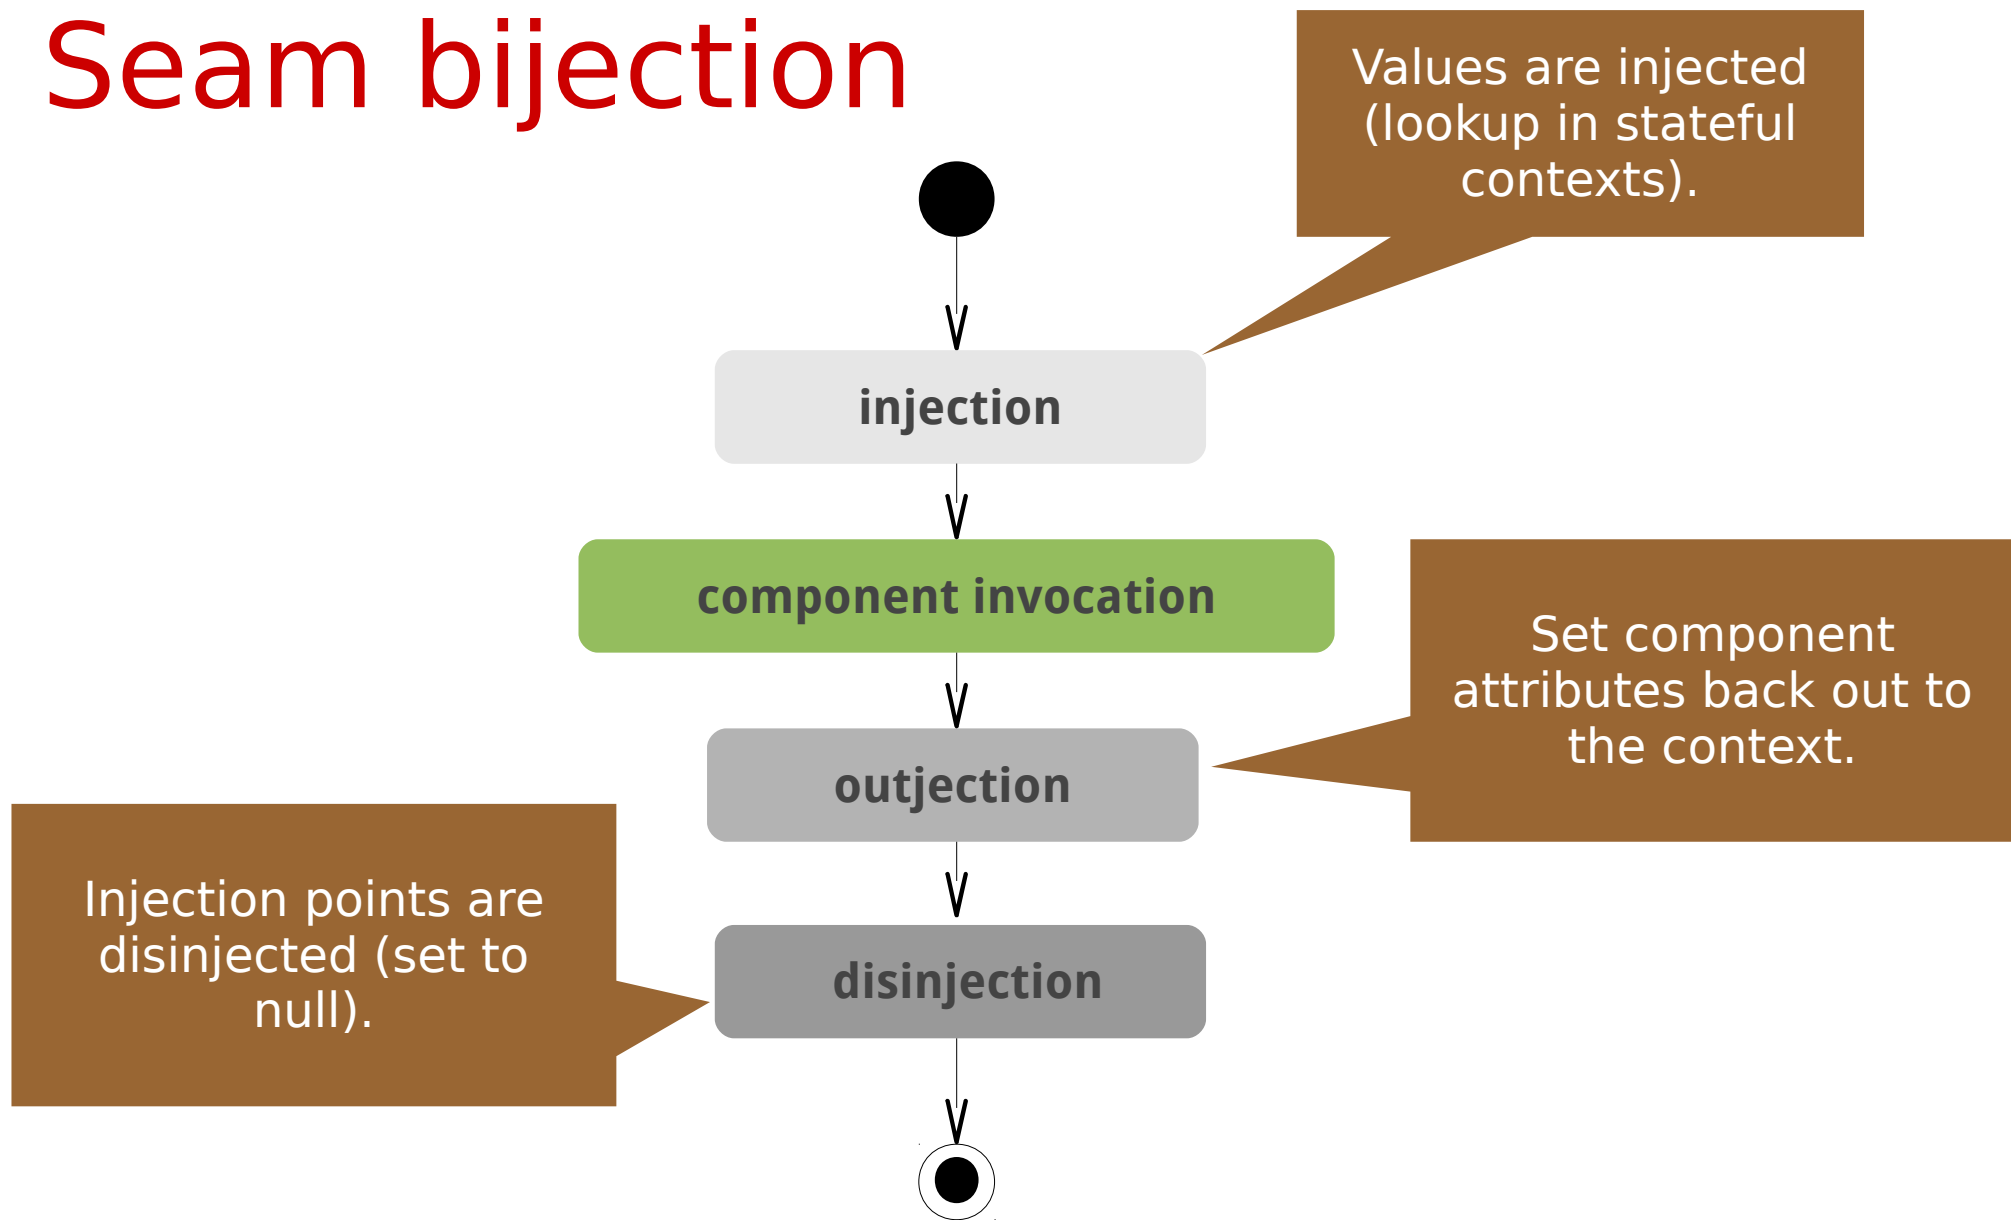 Seam bijection
Values are injected
(lookup in stateful
contexts).
injection
component invocation
Set component
attributes back out to
the context.
outjection
Injection points are
disinjected (set to
null).
disinjection